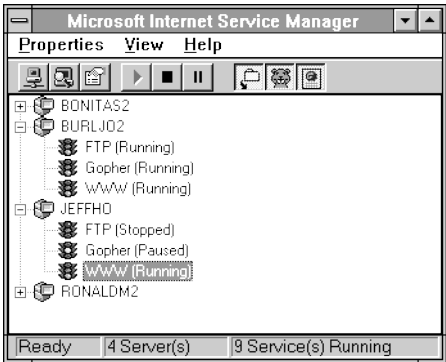 Microsoft Internet Service Manager
Properties View Help
BONITAS2
BURLJO2
FTP (Running)
Gopher (Running)
WWW (Running)
JEFFHO
FTP (Stopped)
Gopher (Paused)
WWW (Running)
RONALDM2
Ready 4 Server(s) 9 Service(s) Running